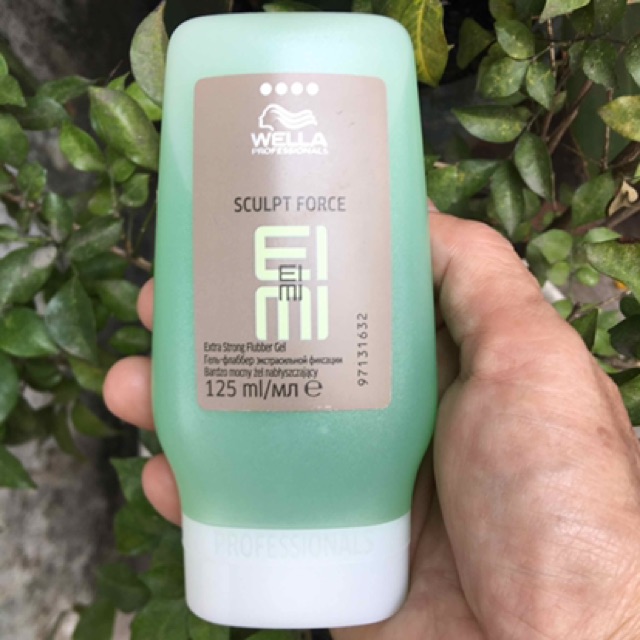 WELLA
PROFESSIONALS
SCULPT FORCE
EIMI
EIMI
Extra Strong Flubber Gel
Гель-флаббер экстрасильной фиксации
Bardzo mocny żel nabłyszczający
125 ml/мл e
97131632
PROFESSIONALS